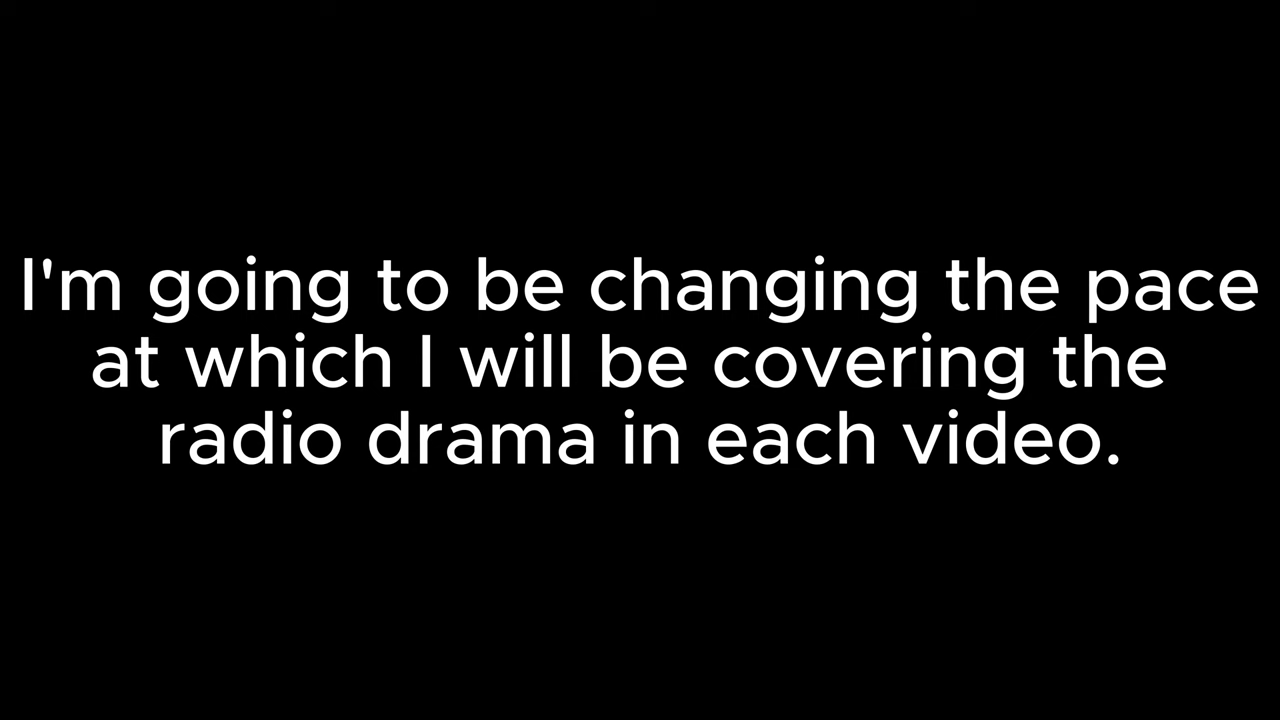 I'm going to be changing the pace
at which I will be covering the
radio drama in each video.